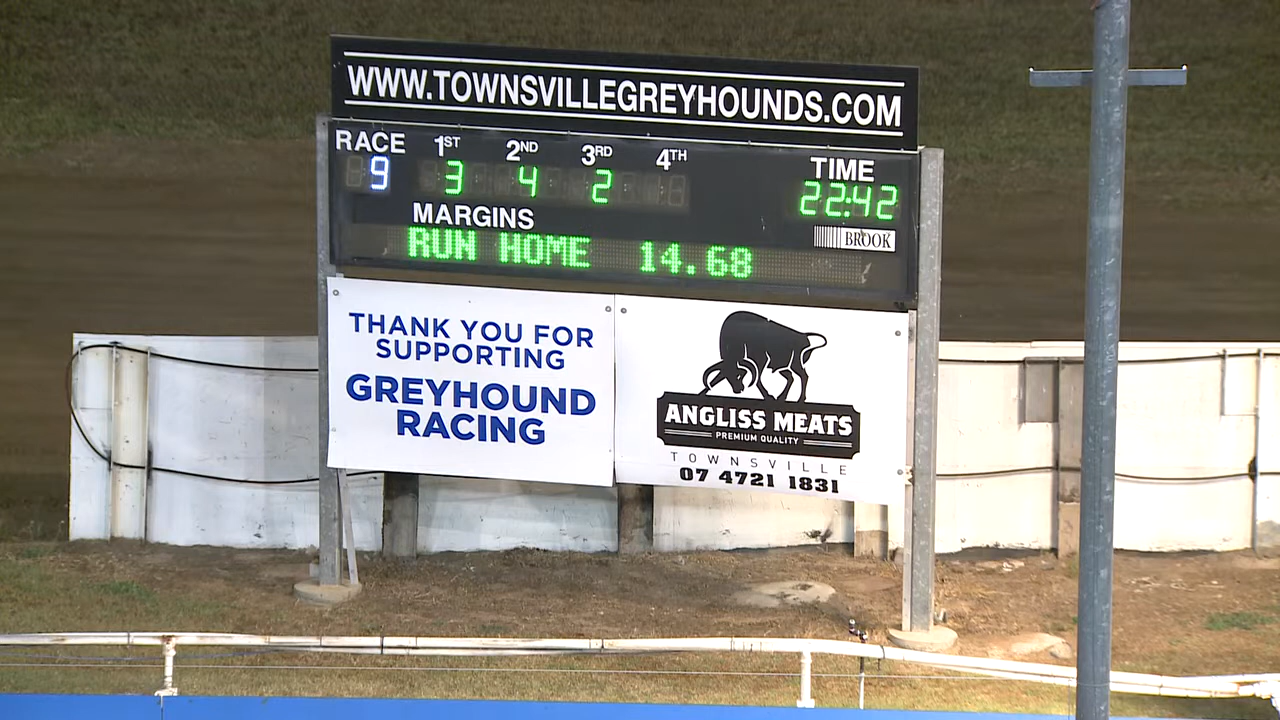 WWW.TOWNSVILLEGREYHOUNDS.COM
RACE 1ST 2ND 3RD 4TH TIME
9 3 4 2 22:42
MARGINS
BROOK
RUN HOME 14.68
THANK YOU FOR
SUPPORTING
GREYHOUND
RACING
ANGLISS MEATS
PREMIUM QUALITY
TOWNSVILLE
07 4721 1831